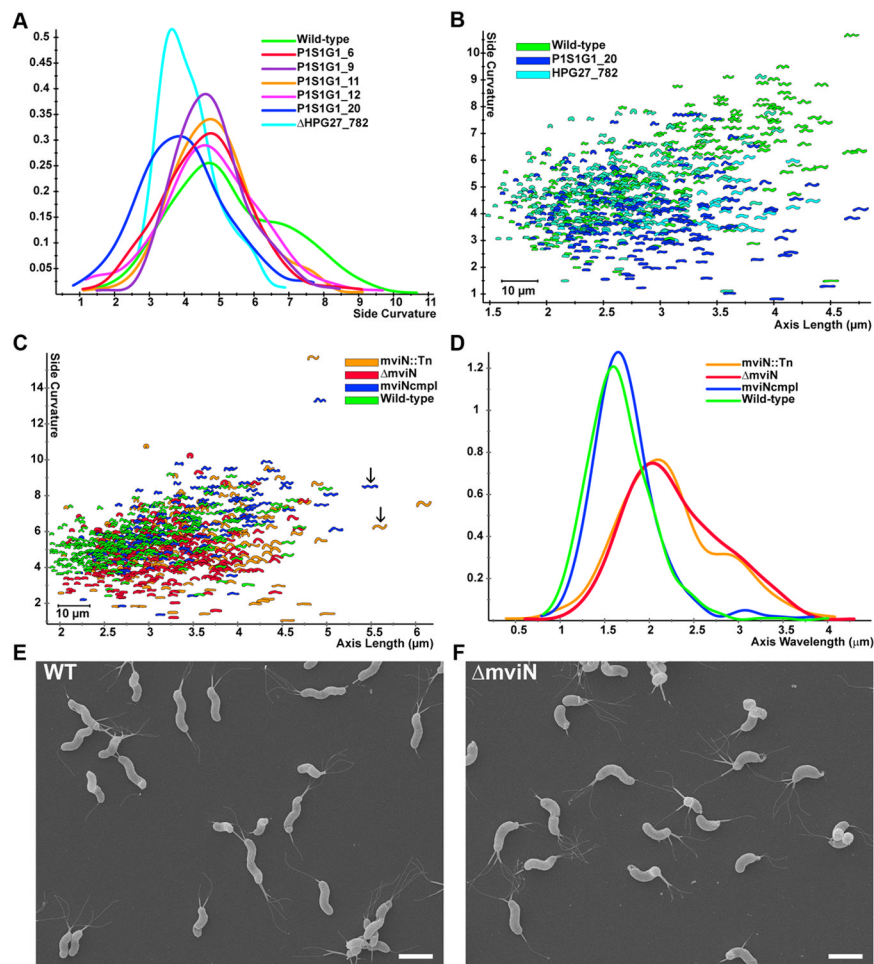 A
0.5
0.45
0.4
0.35
0.3
0.25
0.2
0.15
0.1
0.05
Wild-type
P1S1G1_6
P1S1G1_9
P1S1G1_11
P1S1G1_12
P1S1G1_20
ΔHPG27_782
1 2 3 4 5 6 7 8 9 10 11
Side Curvature
B
Side Curvature
10
9
8
7
6
5
4
3
2
1
Wild-type
P1S1G1_20
HPG27_782
10 μm
1.5 2 2.5 3 3.5 4 4.5
Axis Length (μm)
C
Side Curvature
14
12
10
8
6
4
2
mviN::Tn
ΔmviN
mviNcmpl
Wild-type
10 μm
2 2.5 3 3.5 4 4.5 5 5.5 6
Axis Length (μm)
D
1.2
1
0.8
0.6
0.4
0.2
mviN::Tn
ΔmviN
mviNcmpl
Wild-type
0.5 1 1.5 2 2.5 3 3.5 4
Axis Wavelength (μm)
E WT
F ΔmviN